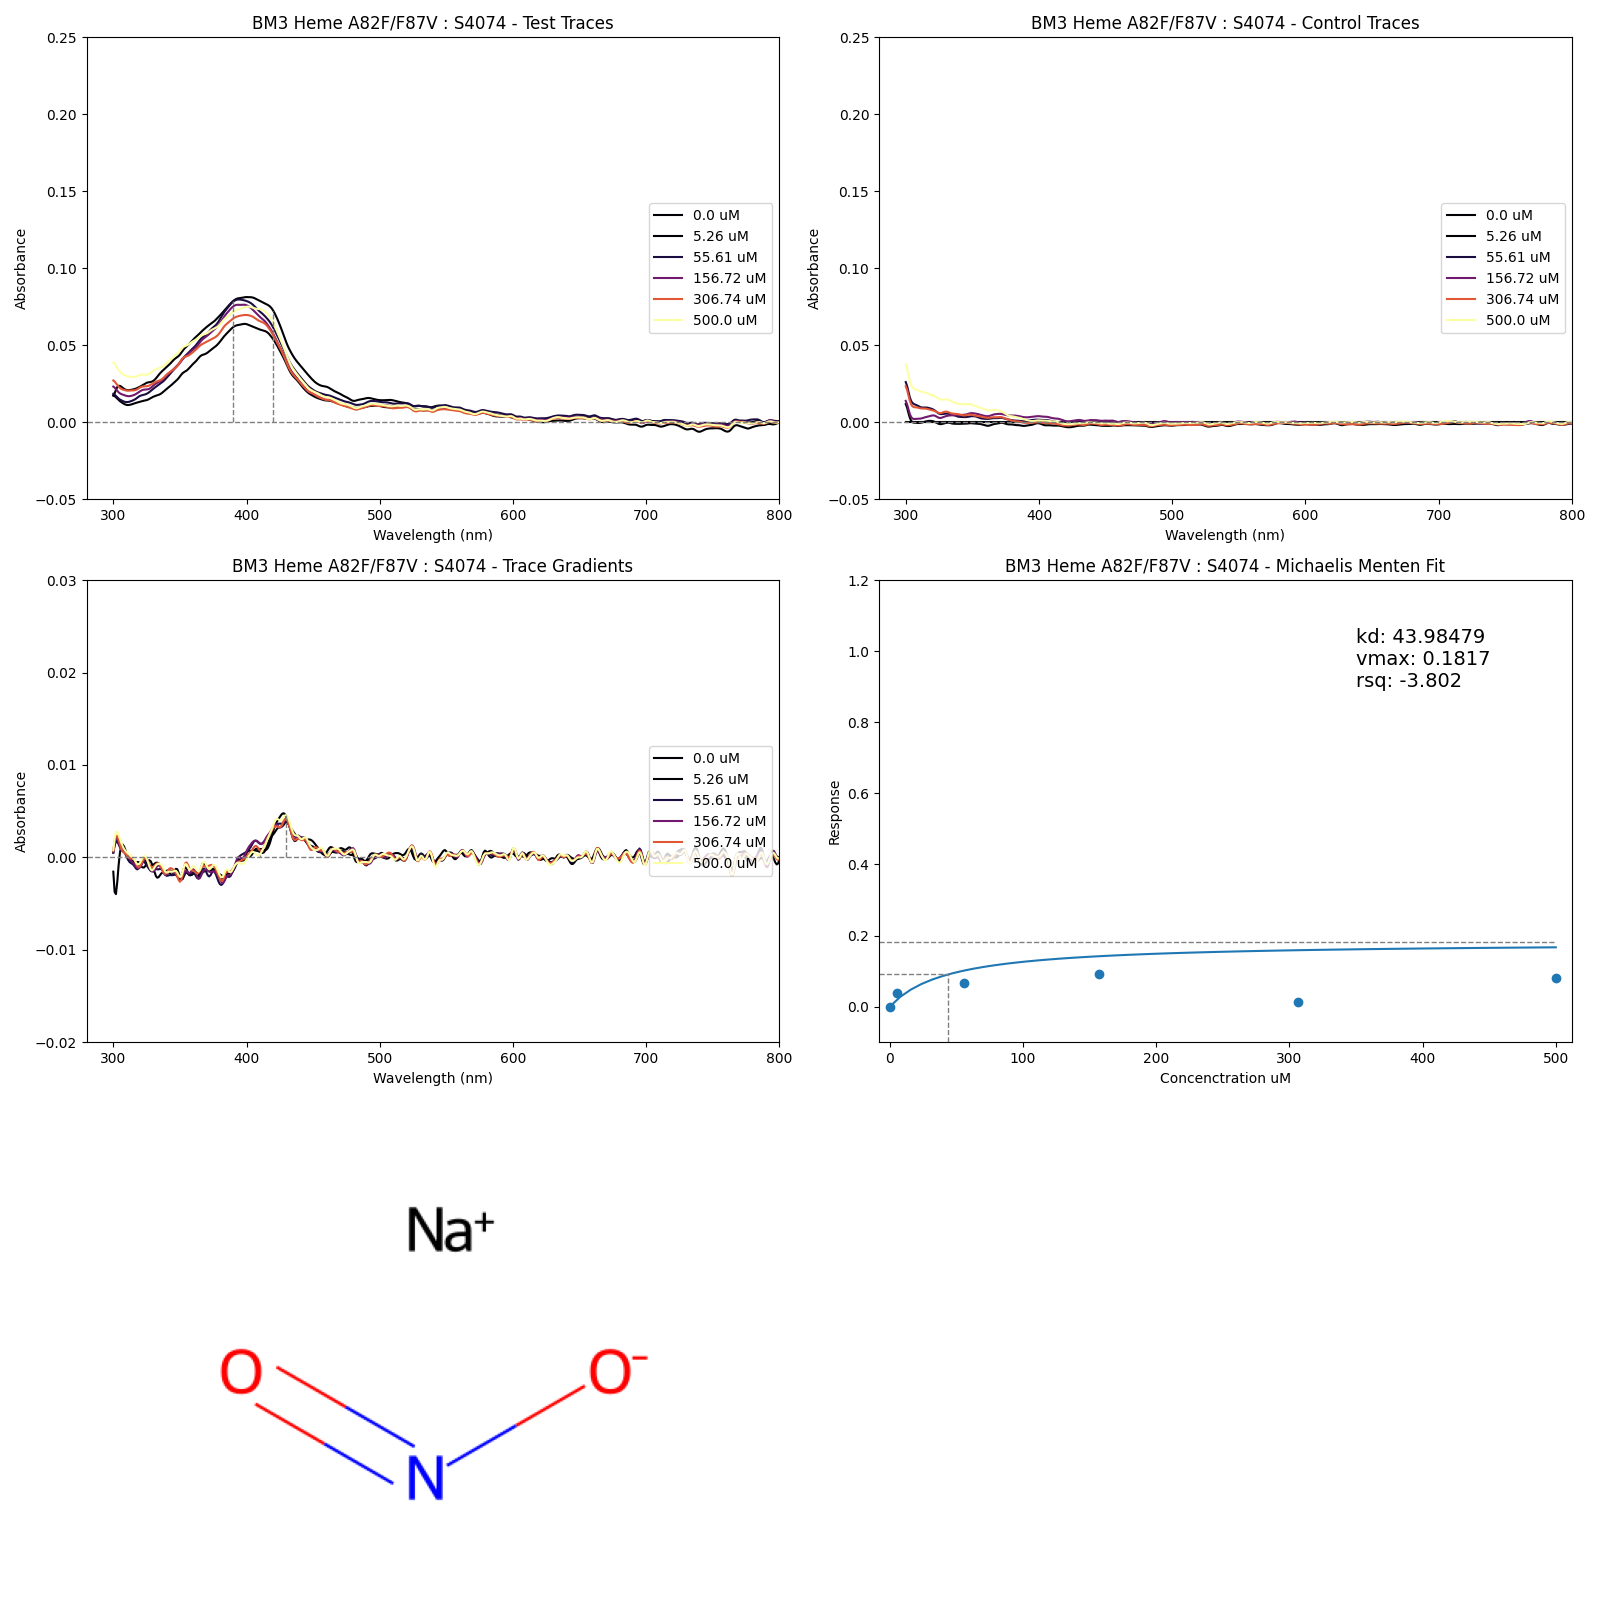 BM3 Heme A82F/F87V : S4074 - Test Traces
0.25
0.20
0.15
0.10
0.05
0.00
−0.05
Absorbance
300
400
500
600
700
800
Wavelength (nm)
0.0 uM
5.26 uM
55.61 uM
156.72 uM
306.74 uM
500.0 uM
BM3 Heme A82F/F87V : S4074 - Control Traces
0.25
0.20
0.15
0.10
0.05
0.00
−0.05
Absorbance
300
400
500
600
700
800
Wavelength (nm)
0.0 uM
5.26 uM
55.61 uM
156.72 uM
306.74 uM
500.0 uM
BM3 Heme A82F/F87V : S4074 - Trace Gradients
0.03
0.02
0.01
0.00
−0.01
−0.02
Absorbance
300
400
500
600
700
800
Wavelength (nm)
0.0 uM
5.26 uM
55.61 uM
156.72 uM
306.74 uM
500.0 uM
BM3 Heme A82F/F87V : S4074 - Michaelis Menten Fit
1.2
1.0
0.8
0.6
0.4
0.2
0.0
Response
0
100
200
300
400
500
Concenctration uM
kd: 43.98479
vmax: 0.1817
rsq: -3.802
Na+
O
O−
N